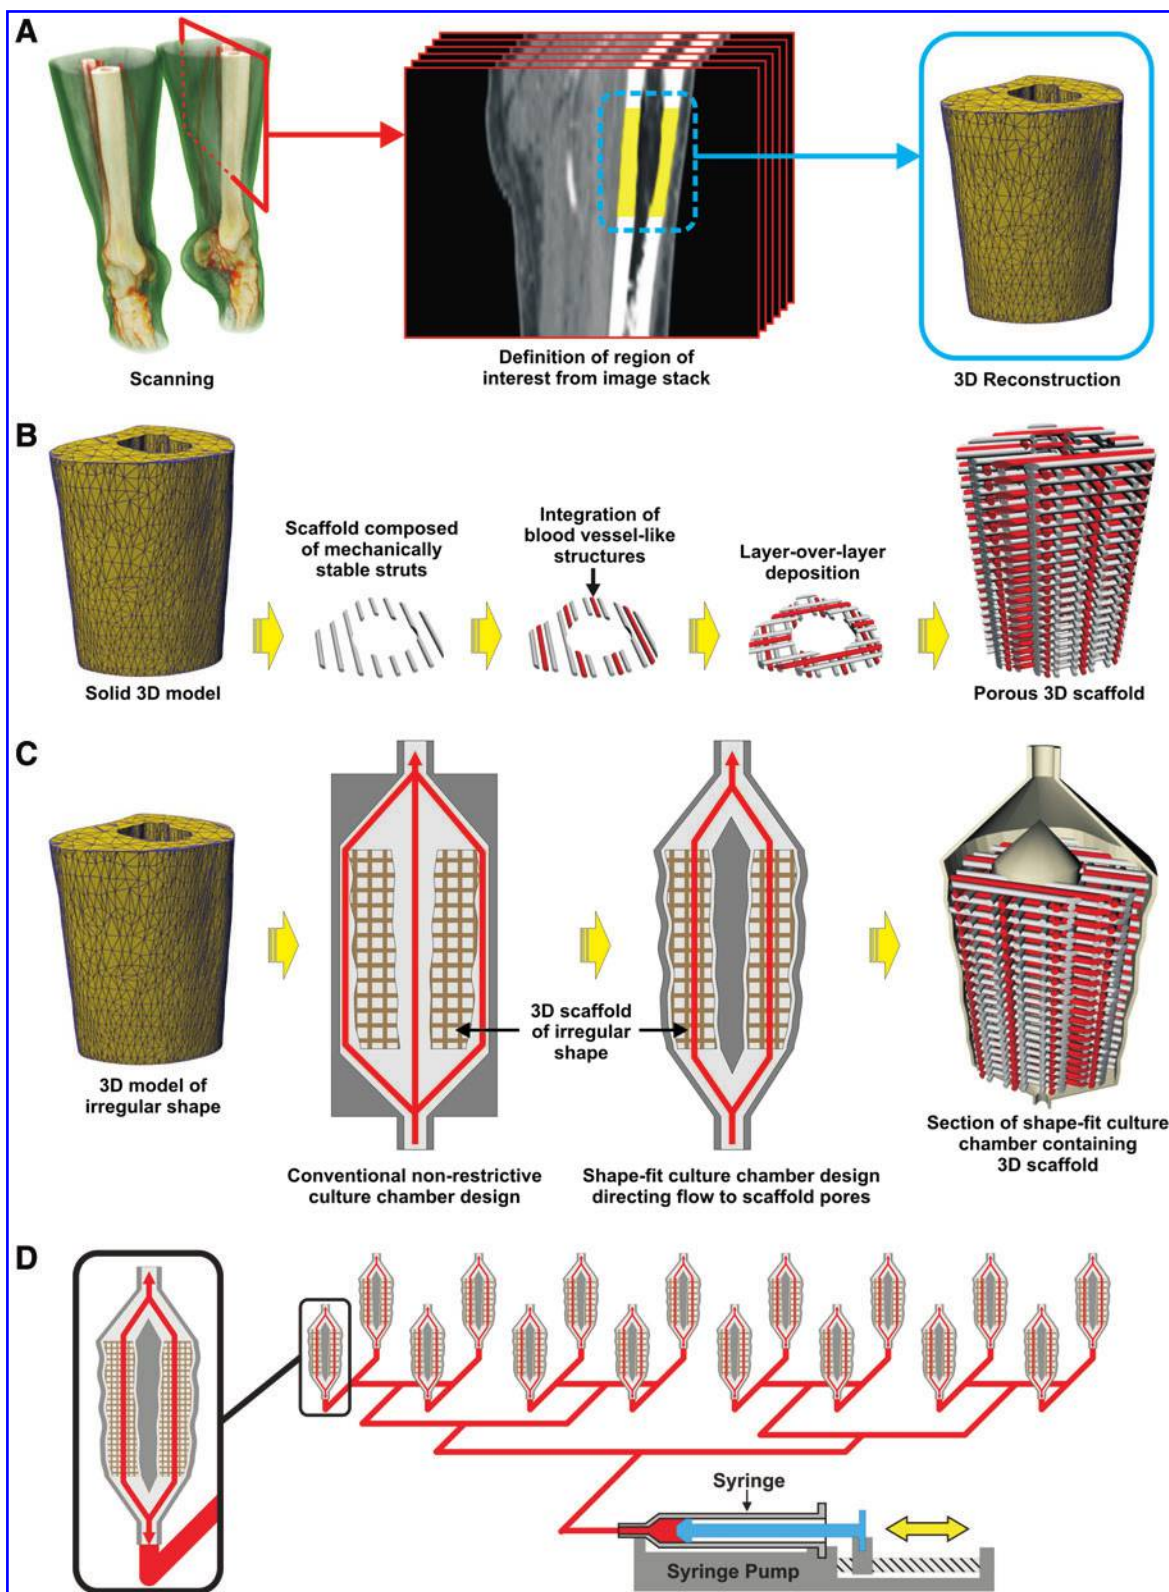 A
Scanning
Definition of region of
interest from image stack
3D Reconstruction
B
Solid 3D model
Scaffold composed
of mechanically
stable struts
Integration of
blood vessel-like
structures
Layer-over-layer
deposition
Porous 3D scaffold
C
3D model of
irregular shape
Conventional non-restrictive
culture chamber design
3D scaffold
of irregular
shape
Shape-fit culture chamber design
directing flow to scaffold pores
Section of shape-fit culture
chamber containing
3D scaffold
D
Syringe
Syringe Pump